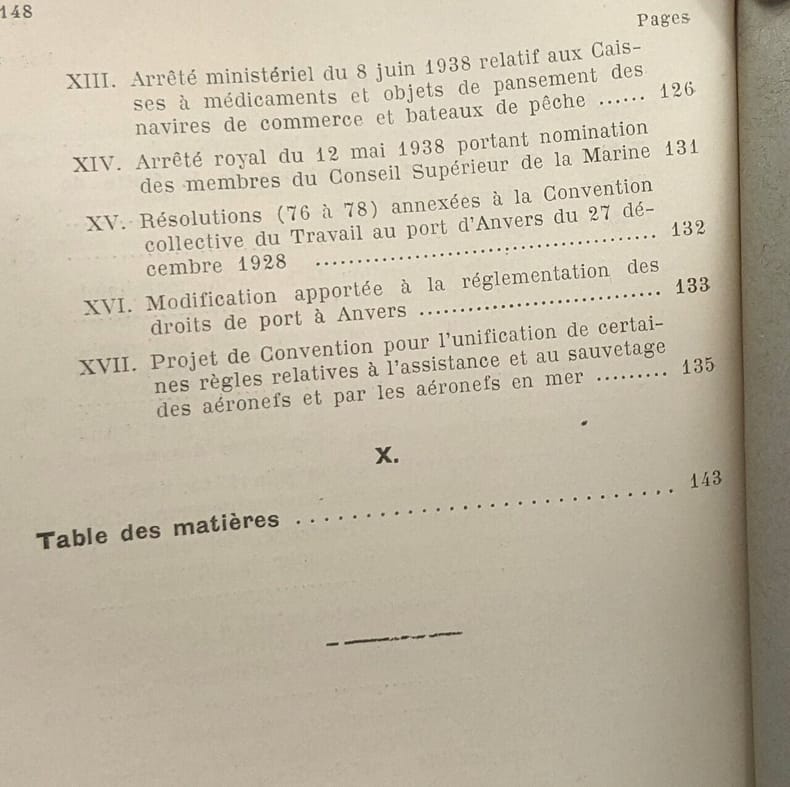 148
Pages
XIII. Arrêté ministériel du 8 juin 1938 relatif aux Cais-
ses à médicaments et objets de pansement des
navires de commerce et bateaux de pêche ...... 126
XIV. Arrêté royal du 12 mai 1938 portant nomination
des membres du Conseil Supérieur de la Marine 131
XV. Résolutions (76 à 78) annexées à la Convention
collective du Travail au port d'Anvers du 27 dé-
cembre 1928 ........................................ 132
XVI. Modification apportée à la réglementation des
droits de port à Anvers ............................. 133
XVII. Projet de Convention pour l'unification de certai-
nes règles relatives à l'assistance et au sauvetage
des aéronefs et par les aéronefs en mer ......... 135
X.
Table des matières ............................ 143